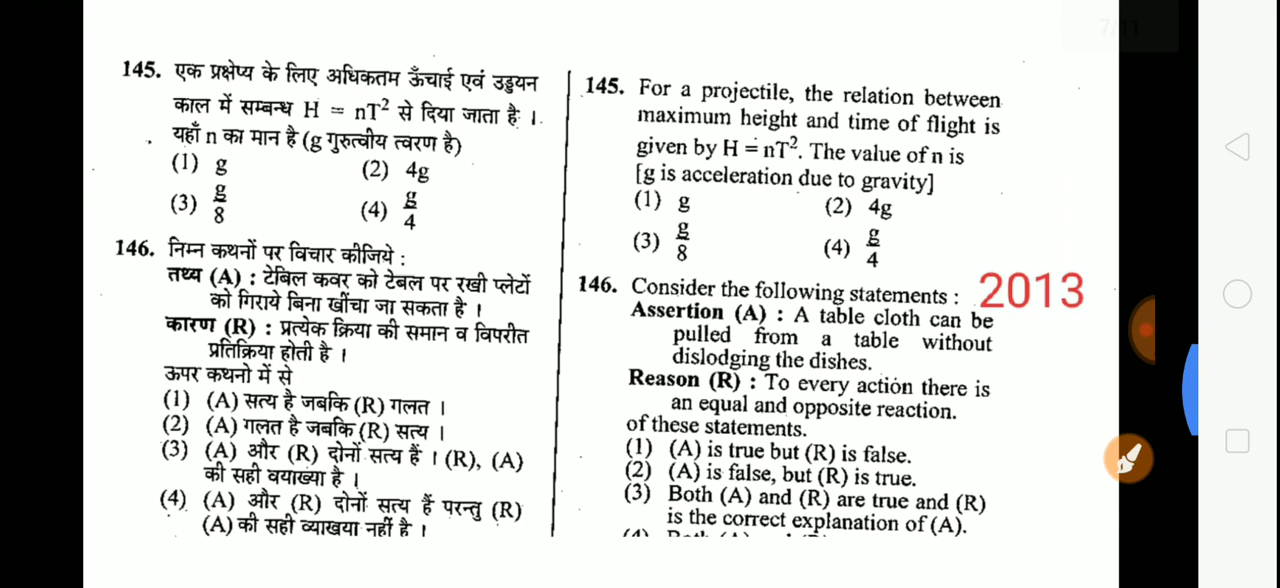 7/11
145. एक प्रक्षेप्य के लिए अधिकतम ऊँचाई एवं उड्डयन
काल में सम्बन्ध H = nT² से दिया जाता है ।
यहाँ n का मान है (g गुरुत्वीय त्वरण है)
(1) g (2) 4g
(3) g/8 (4) g/4
146. निम्न कथनों पर विचार कीजिये :
तथ्य (A) : टेबिल कवर को टेबल पर रखी प्लेटों
को गिराये बिना खींचा जा सकता है ।
कारण (R) : प्रत्येक क्रिया की समान व विपरीत
प्रतिक्रिया होती है ।
ऊपर कथनो में से
(1) (A) सत्य है जबकि (R) गलत ।
(2) (A) गलत है जबकि (R) सत्य ।
(3) (A) और (R) दोनों सत्य हैं । (R), (A)
की सही वयाख्या है ।
(4) (A) और (R) दोनों सत्य हैं परन्तु (R)
(A) की सही व्याखया नहीं है ।
145. For a projectile, the relation between
maximum height and time of flight is
given by H = nT². The value of n is
[g is acceleration due to gravity]
(1) g (2) 4g
(3) g/8 (4) g/4
146. Consider the following statements : 2013
Assertion (A) : A table cloth can be
pulled from a table without
dislodging the dishes.
Reason (R) : To every action there is
an equal and opposite reaction.
of these statements.
(1) (A) is true but (R) is false.
(2) (A) is false, but (R) is true.
(3) Both (A) and (R) are true and (R)
is the correct explanation of (A).